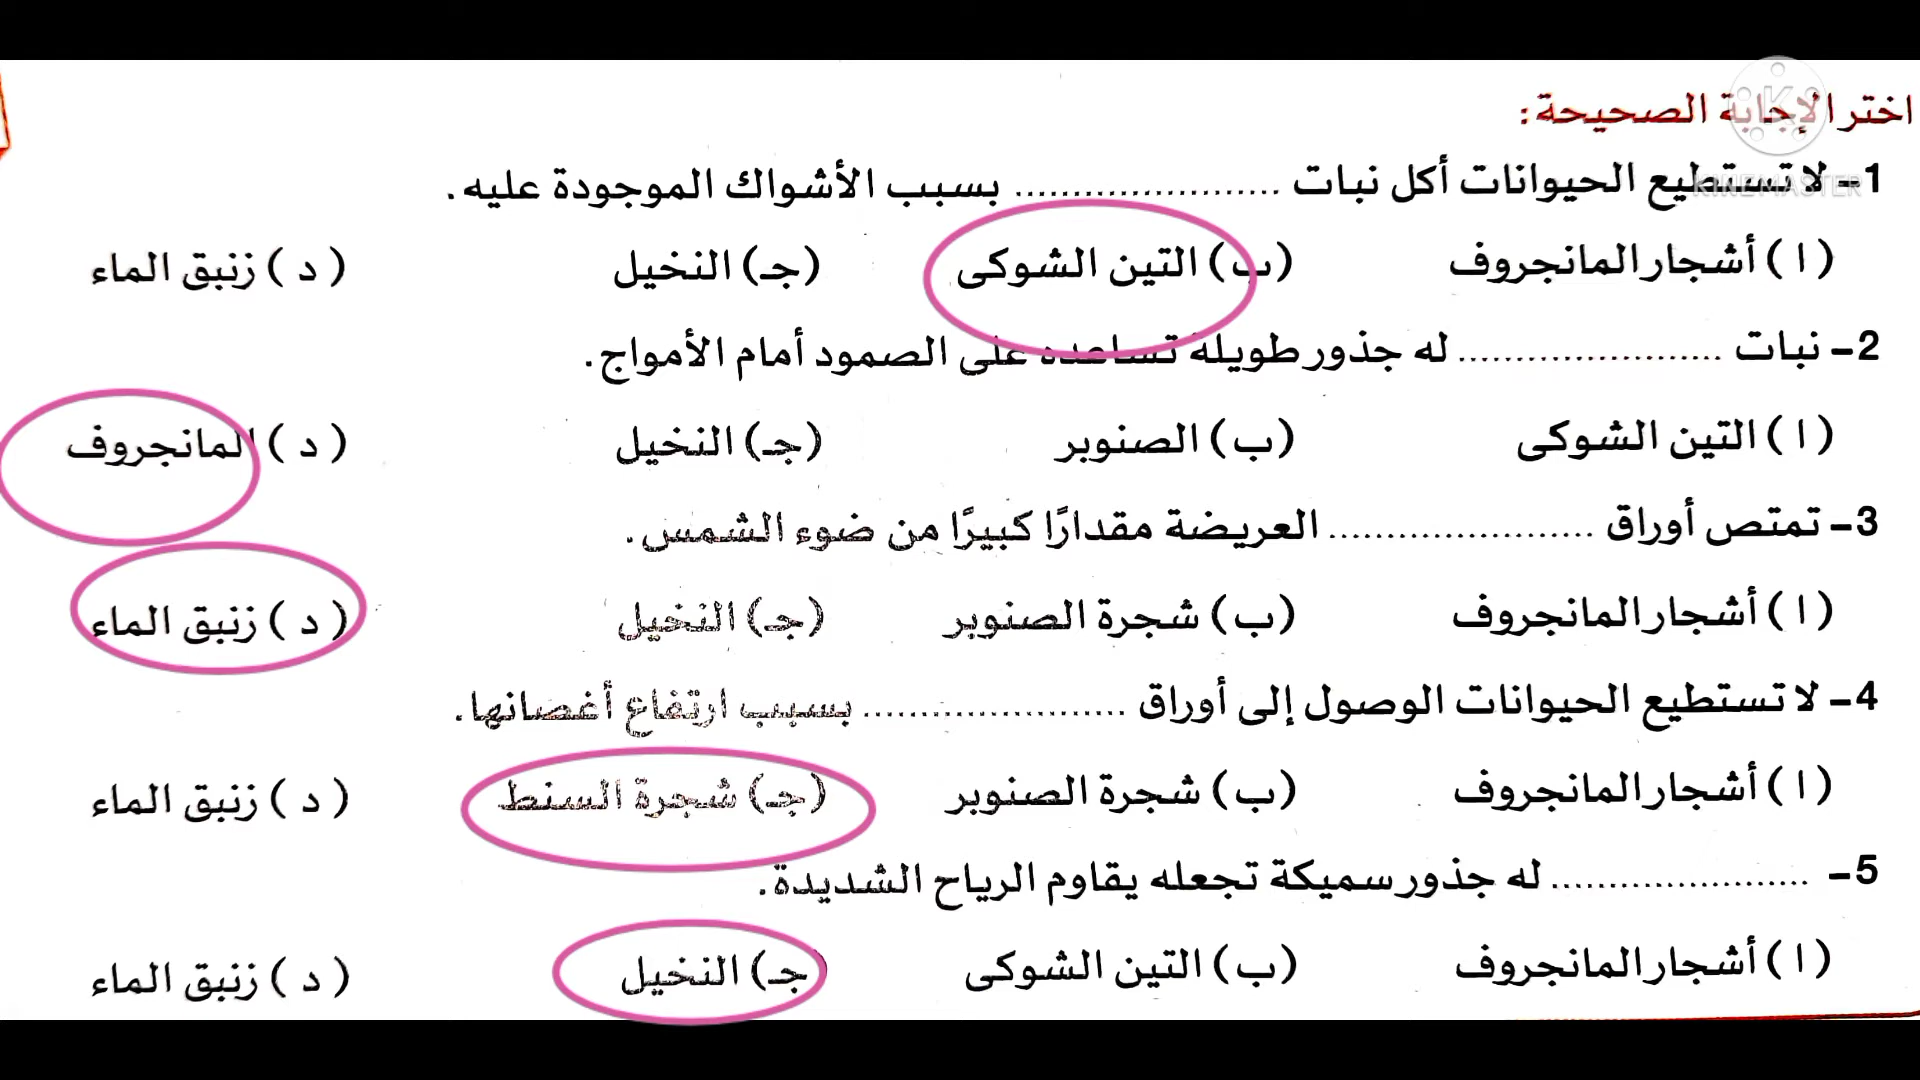 اختر الإجابة الصحيحة:
KINEMASTER
1- لا تستطيع الحيوانات أكل نبات ...................... بسبب الأشواك الموجودة عليه.
( ا ) أشجار المانجروف (ب) التين الشوكى (جـ) النخيل ( د ) زنبق الماء
2- نبات ...................... له جذور طويلة تساعده على الصمود أمام الأمواج.
( ا ) التين الشوكى (ب) الصنوبر (جـ) النخيل ( د ) المانجروف
3- تمتص أوراق ...................... العريضة مقدارًا كبيرًا من ضوء الشمس.
( ا ) أشجار المانجروف (ب) شجرة الصنوبر (جـ) النخيل ( د ) زنبق الماء
4- لا تستطيع الحيوانات الوصول إلى أوراق ...................... بسبب ارتفاع أغصانها.
( ا ) أشجار المانجروف (ب) شجرة الصنوبر (جـ) شجرة السنط ( د ) زنبق الماء
5- ...................... له جذور سميكة تجعله يقاوم الرياح الشديدة.
( ا ) أشجار المانجروف (ب) التين الشوكى (جـ) النخيل ( د ) زنبق الماء